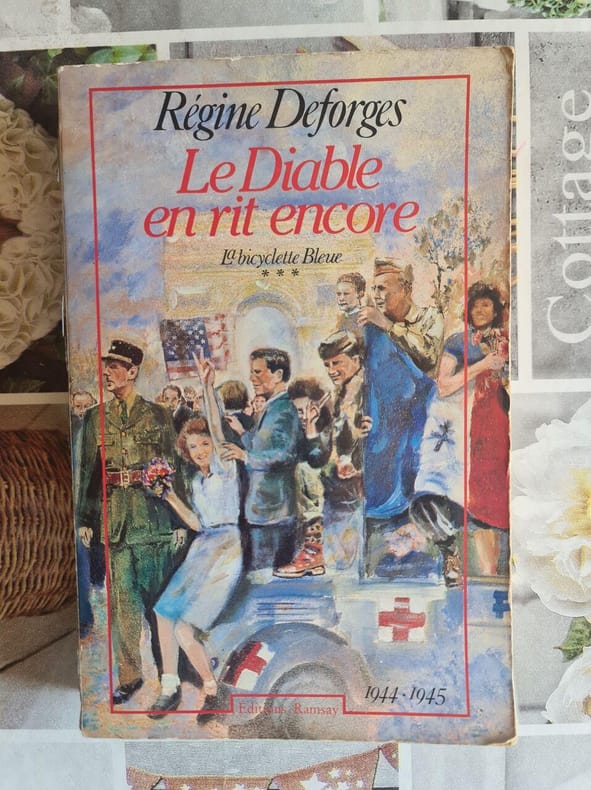 Régine Deforges
Le Diable
en rit encore
La bicyclette Bleue
***
1944·1945
Editions Ramsay
Cottage